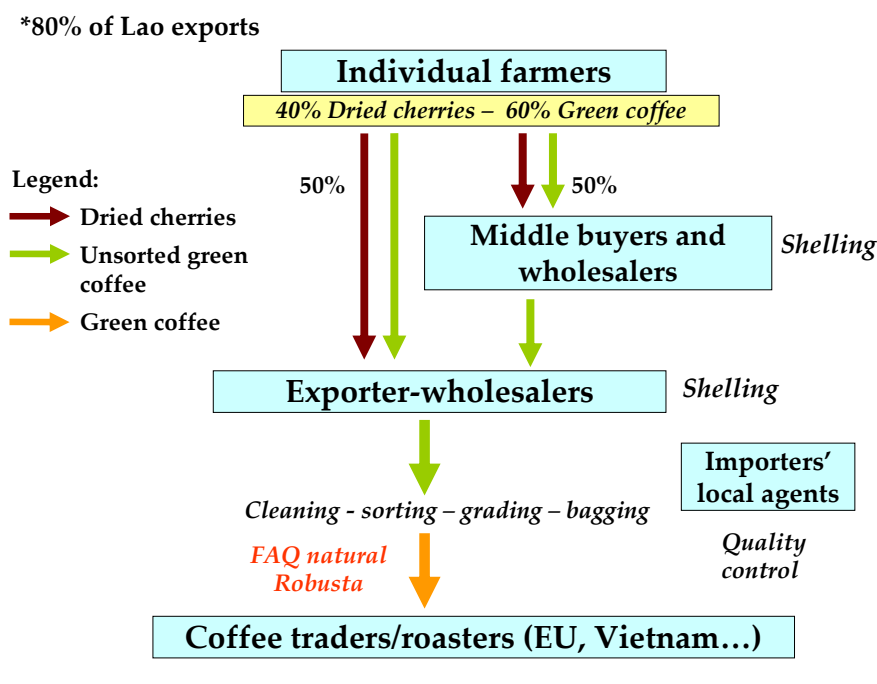 *80% of Lao exports
Individual farmers
40% Dried cherries – 60% Green coffee
Legend:
Dried cherries
Unsorted green
coffee
Green coffee
50%
50%
Middle buyers and
wholesalers
Shelling
Exporter-wholesalers
Shelling
Importers’
local agents
Cleaning - sorting – grading – bagging
Quality
control
FAQ natural
Robusta
Coffee traders/roasters (EU, Vietnam…)